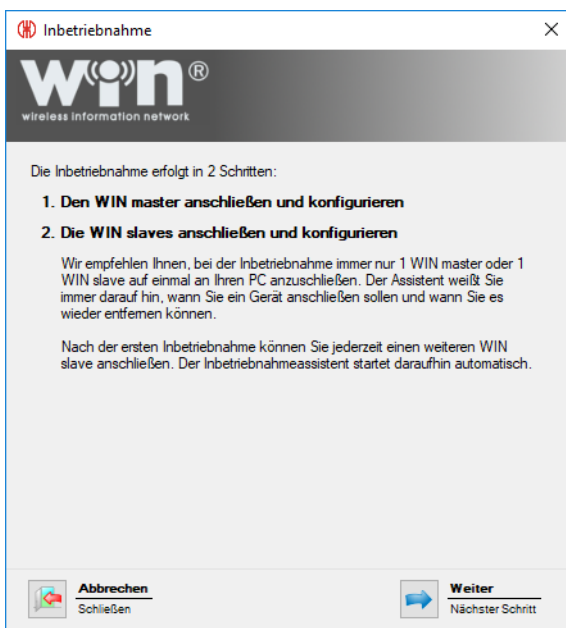 Inbetriebnahme
WIN®
wireless information network
Die Inbetriebnahme erfolgt in 2 Schritten:
1. Den WIN master anschließen und konfigurieren
2. Die WIN slaves anschließen und konfigurieren
Wir empfehlen Ihnen, bei der Inbetriebnahme immer nur 1 WIN master oder 1
WIN slave auf einmal an Ihren PC anzuschließen. Der Assistent weißt Sie
immer darauf hin, wann Sie ein Gerät anschließen sollen und wann Sie es
wieder entfernen können.
Nach der ersten Inbetriebnahme können Sie jederzeit einen weiteren WIN
slave anschließen. Der Inbetriebnahmeassistent startet daraufhin automatisch.
Abbrechen
Schließen
Weiter
Nächster Schritt